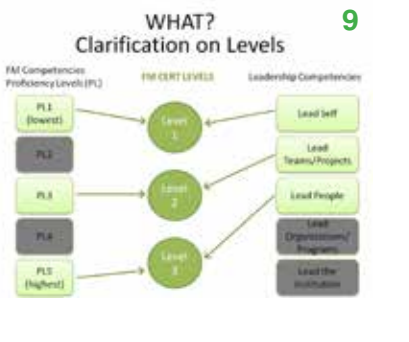 WHAT?
9
Clarification on Levels
FM Competencies
Proficiency Levels (PL)
FM CERT LEVELS
Leadership Competencies
PL1
(lowest)
PL2
PL3
PL4
PL5
(highest)
Level
1
Level
2
Level
3
Lead Self
Lead
Teams/Projects
Lead People
Lead
Organizations/
Programs
Lead the
Institution